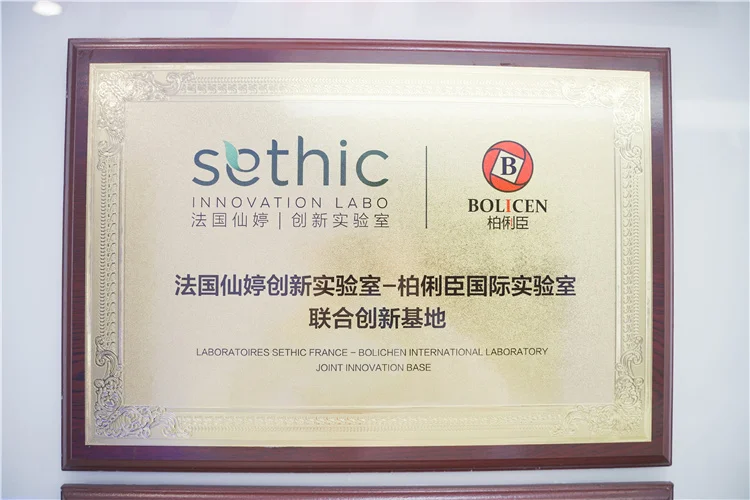 sethic
INNOVATION LABO
法国仙婷 | 创新实验室
B
BOLICEN
柏俐臣
法国仙婷创新实验室-柏俐臣国际实验室
联合创新基地
LABORATOIRES SETHIC FRANCE – BOLICHEN INTERNATIONAL LABORATORY
JOINT INNOVATION BASE